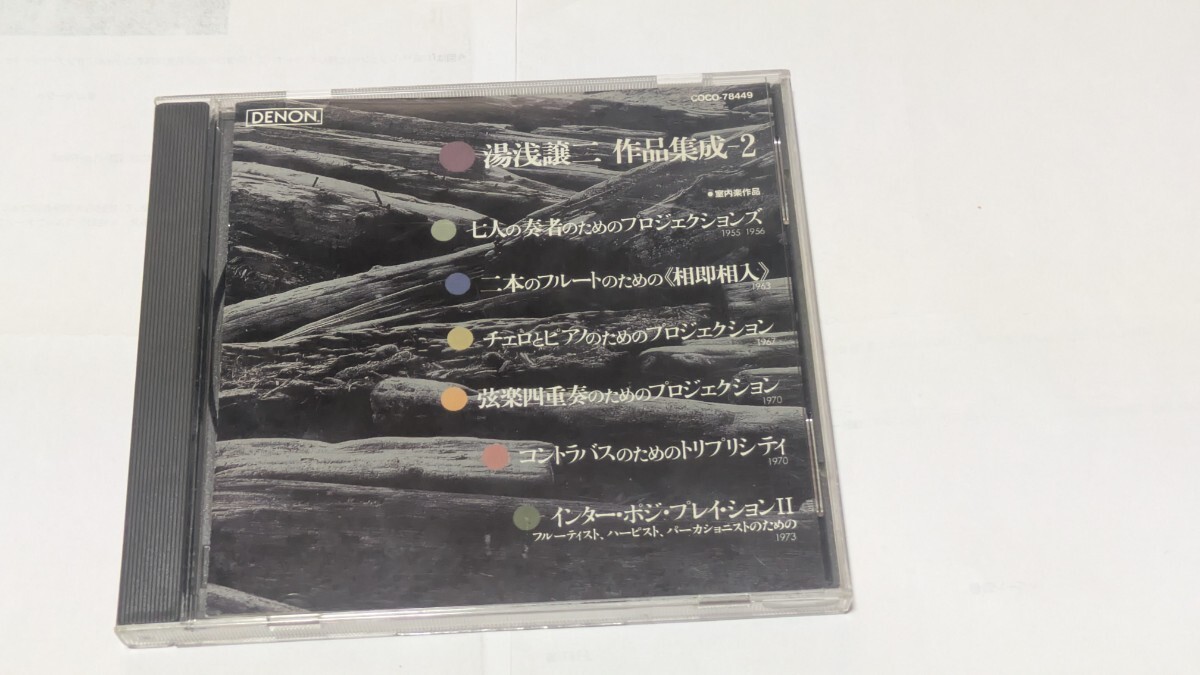 COCO-78449
DENON
湯浅譲二 作品集成-2
●室内楽作品
七人の奏者のためのプロジェクションズ
1955 1956
二本のフルートのための《相即相入》
1963
チェロとピアノのためのプロジェクション
1967
弦楽四重奏のためのプロジェクション
1970
コントラバスのためのトリプリシティ
1970
インター・ポジ・プレイ・ションII
フルーティスト、ハーピスト、パーカショニストのための
1973